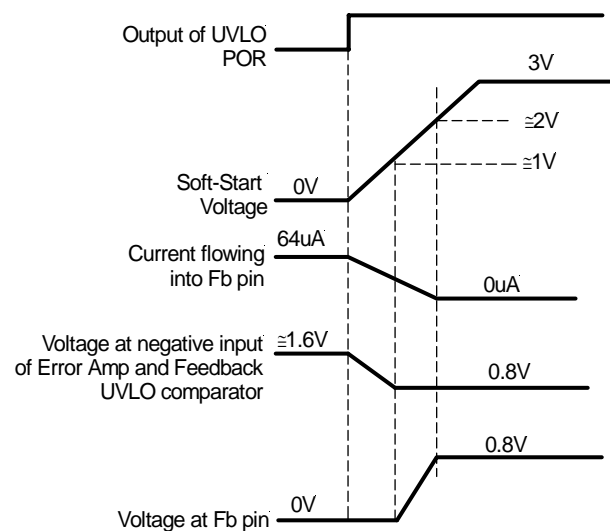 Output of UVLO
POR
3V
≅2V
≅1V
Soft-Start
Voltage
0V
64uA
Current flowing
into Fb pin
0uA
Voltage at negative input
of Error Amp and Feedback
UVLO comparator
≅1.6V
0.8V
0.8V
Voltage at Fb pin
0V